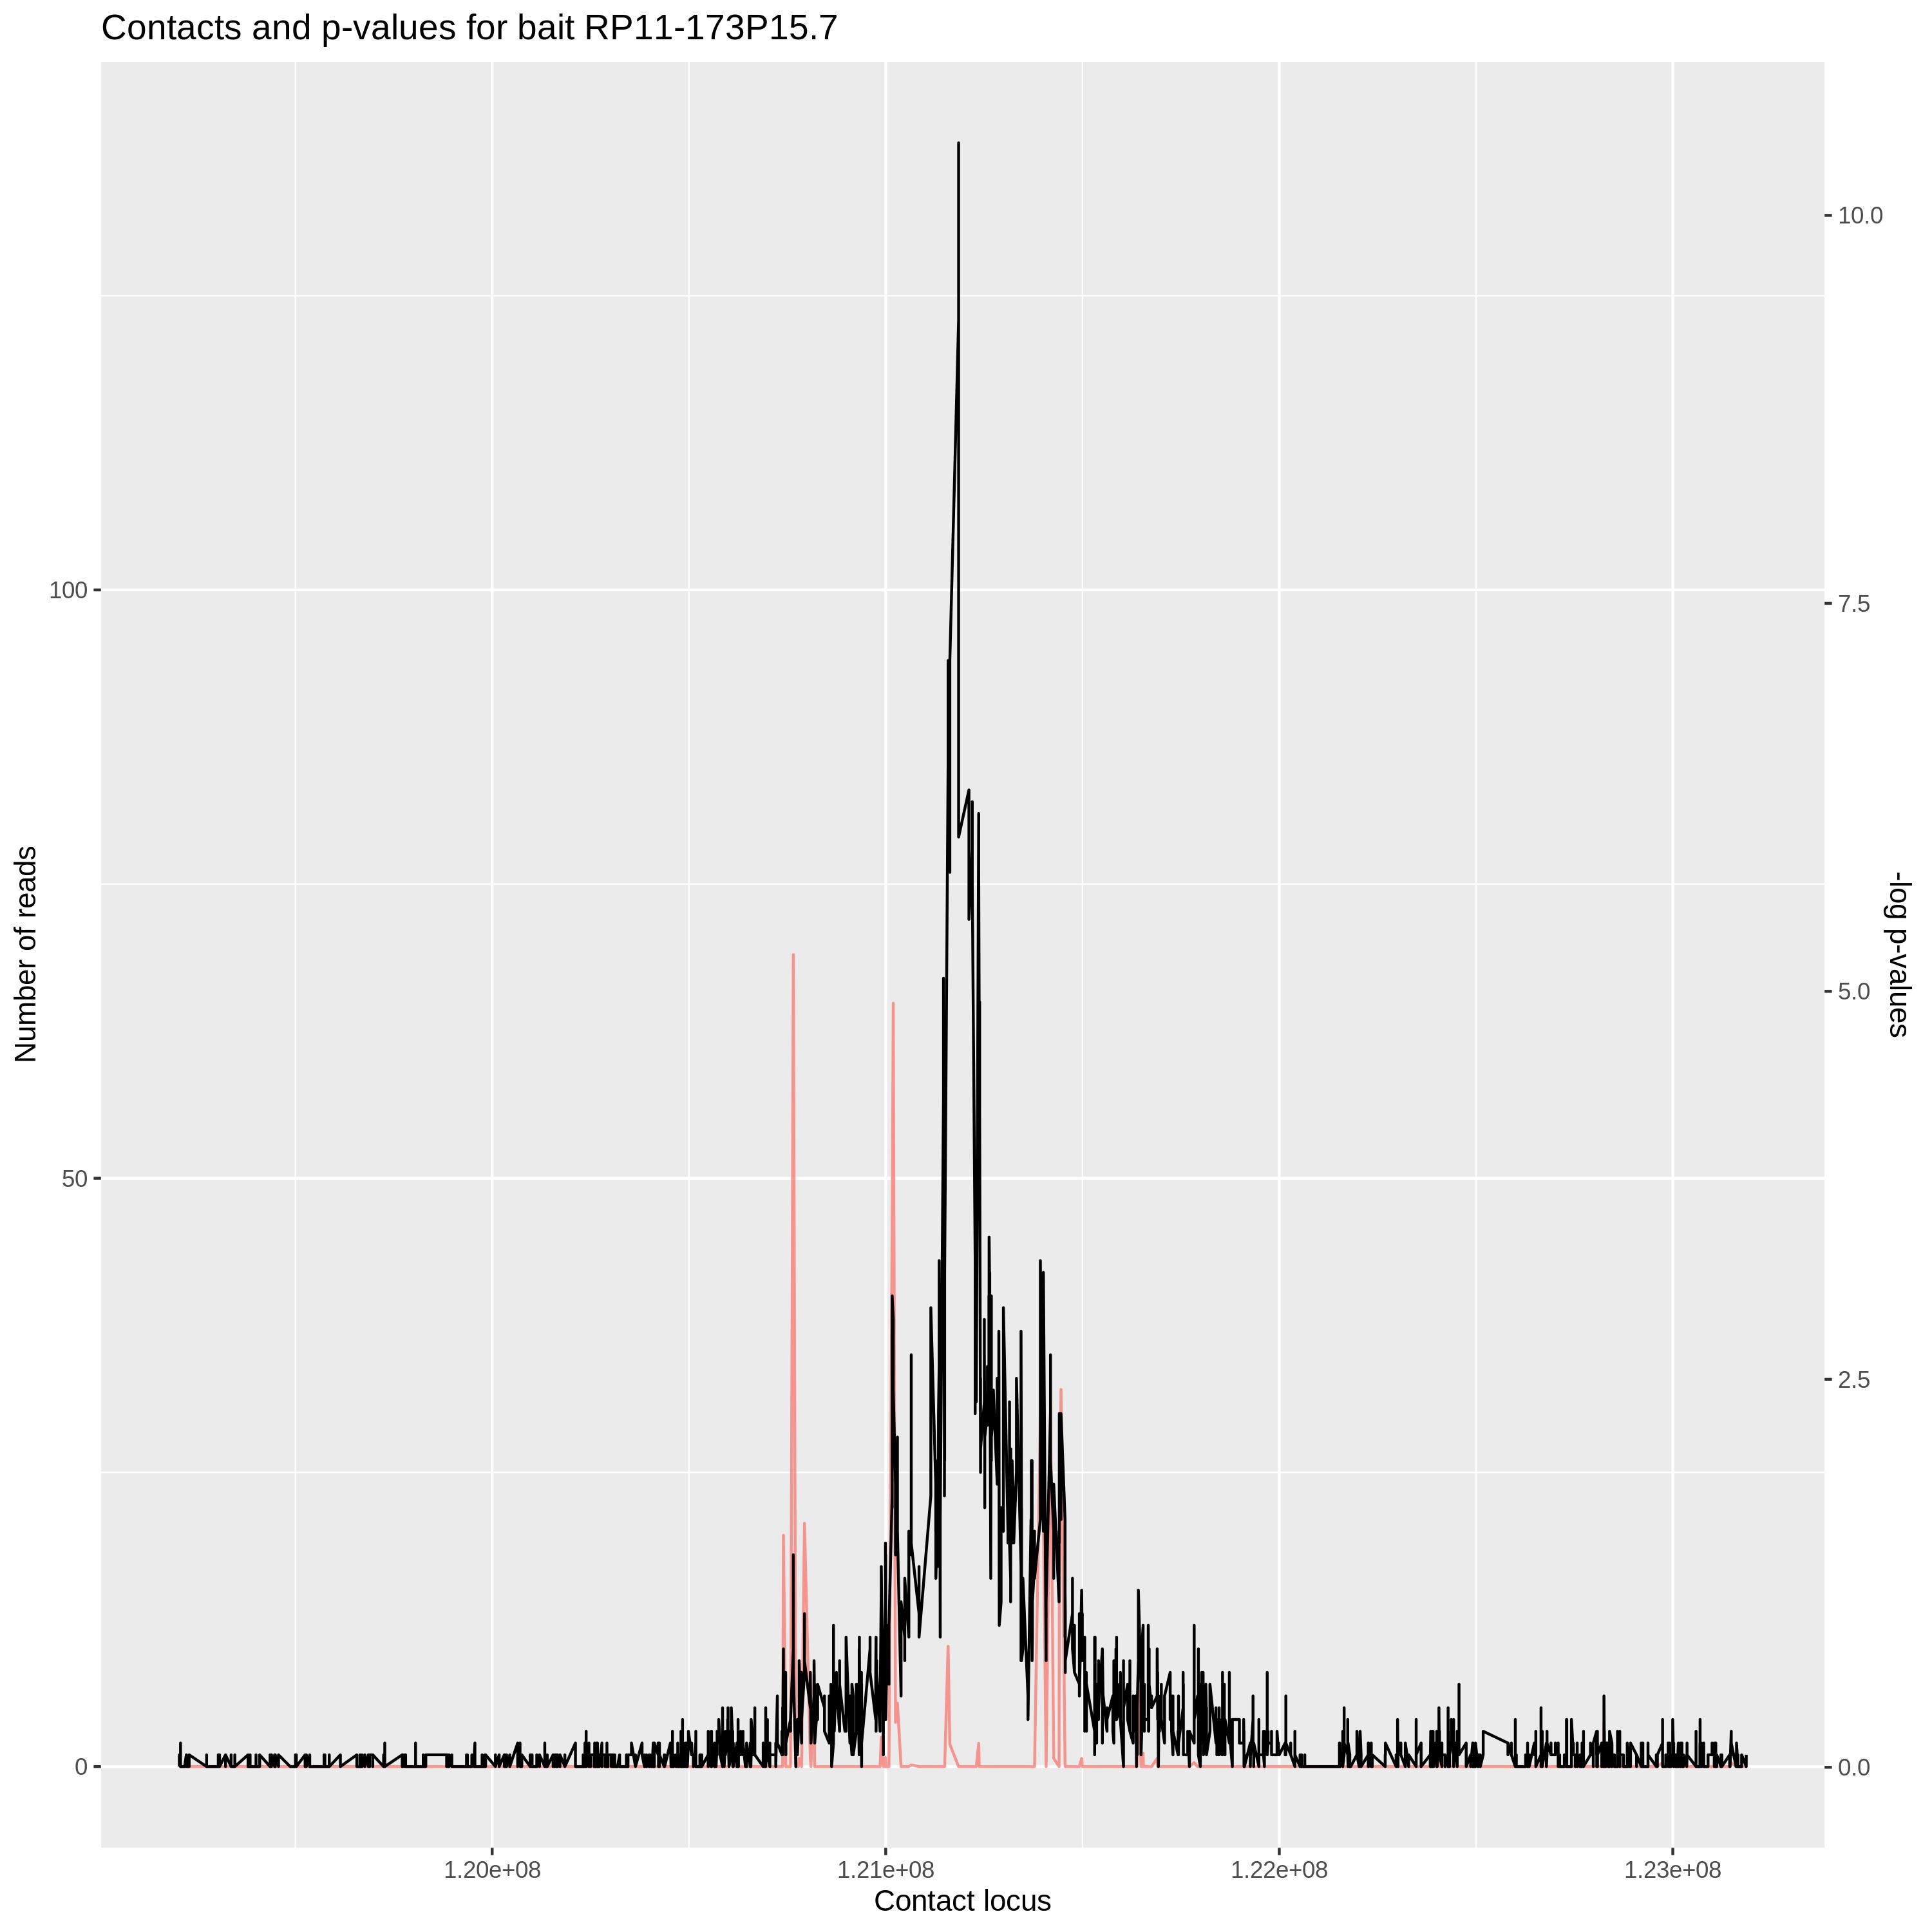 Contacts and p-values for bait RP11-173P15.7
Number of reads
100
50
0
10.0
7.5
5.0
2.5
0.0
-log p-values
1.20e+08
1.21e+08
1.22e+08
1.23e+08
Contact locus